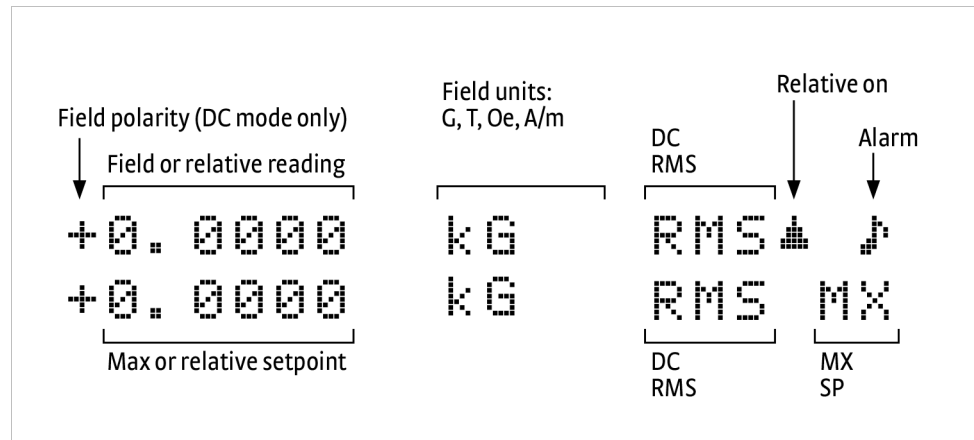 Relative on
Field units:
G, T, Oe, A/m
Field polarity (DC mode only)
DC
RMS
Alarm
Field or relative reading
+0.0000 kG RMS▲ ♪
+0.0000 kG RMS MX
Max or relative setpoint
DC
RMS
MX
SP